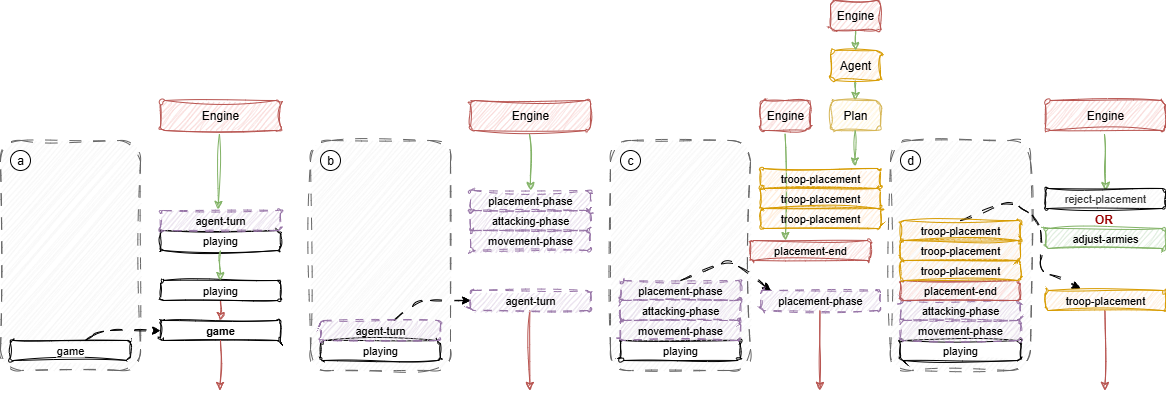 a
Engine
agent-turn
playing
playing
game
game
b
Engine
placement-phase
attacking-phase
movement-phase
agent-turn
agent-turn
playing
c
Engine
Agent
Plan
Engine
troop-placement
troop-placement
troop-placement
placement-end
placement-phase
placement-phase
attacking-phase
movement-phase
playing
d
Engine
reject-placement
OR
adjust-armies
troop-placement
troop-placement
troop-placement
troop-placement
placement-end
attacking-phase
movement-phase
playing